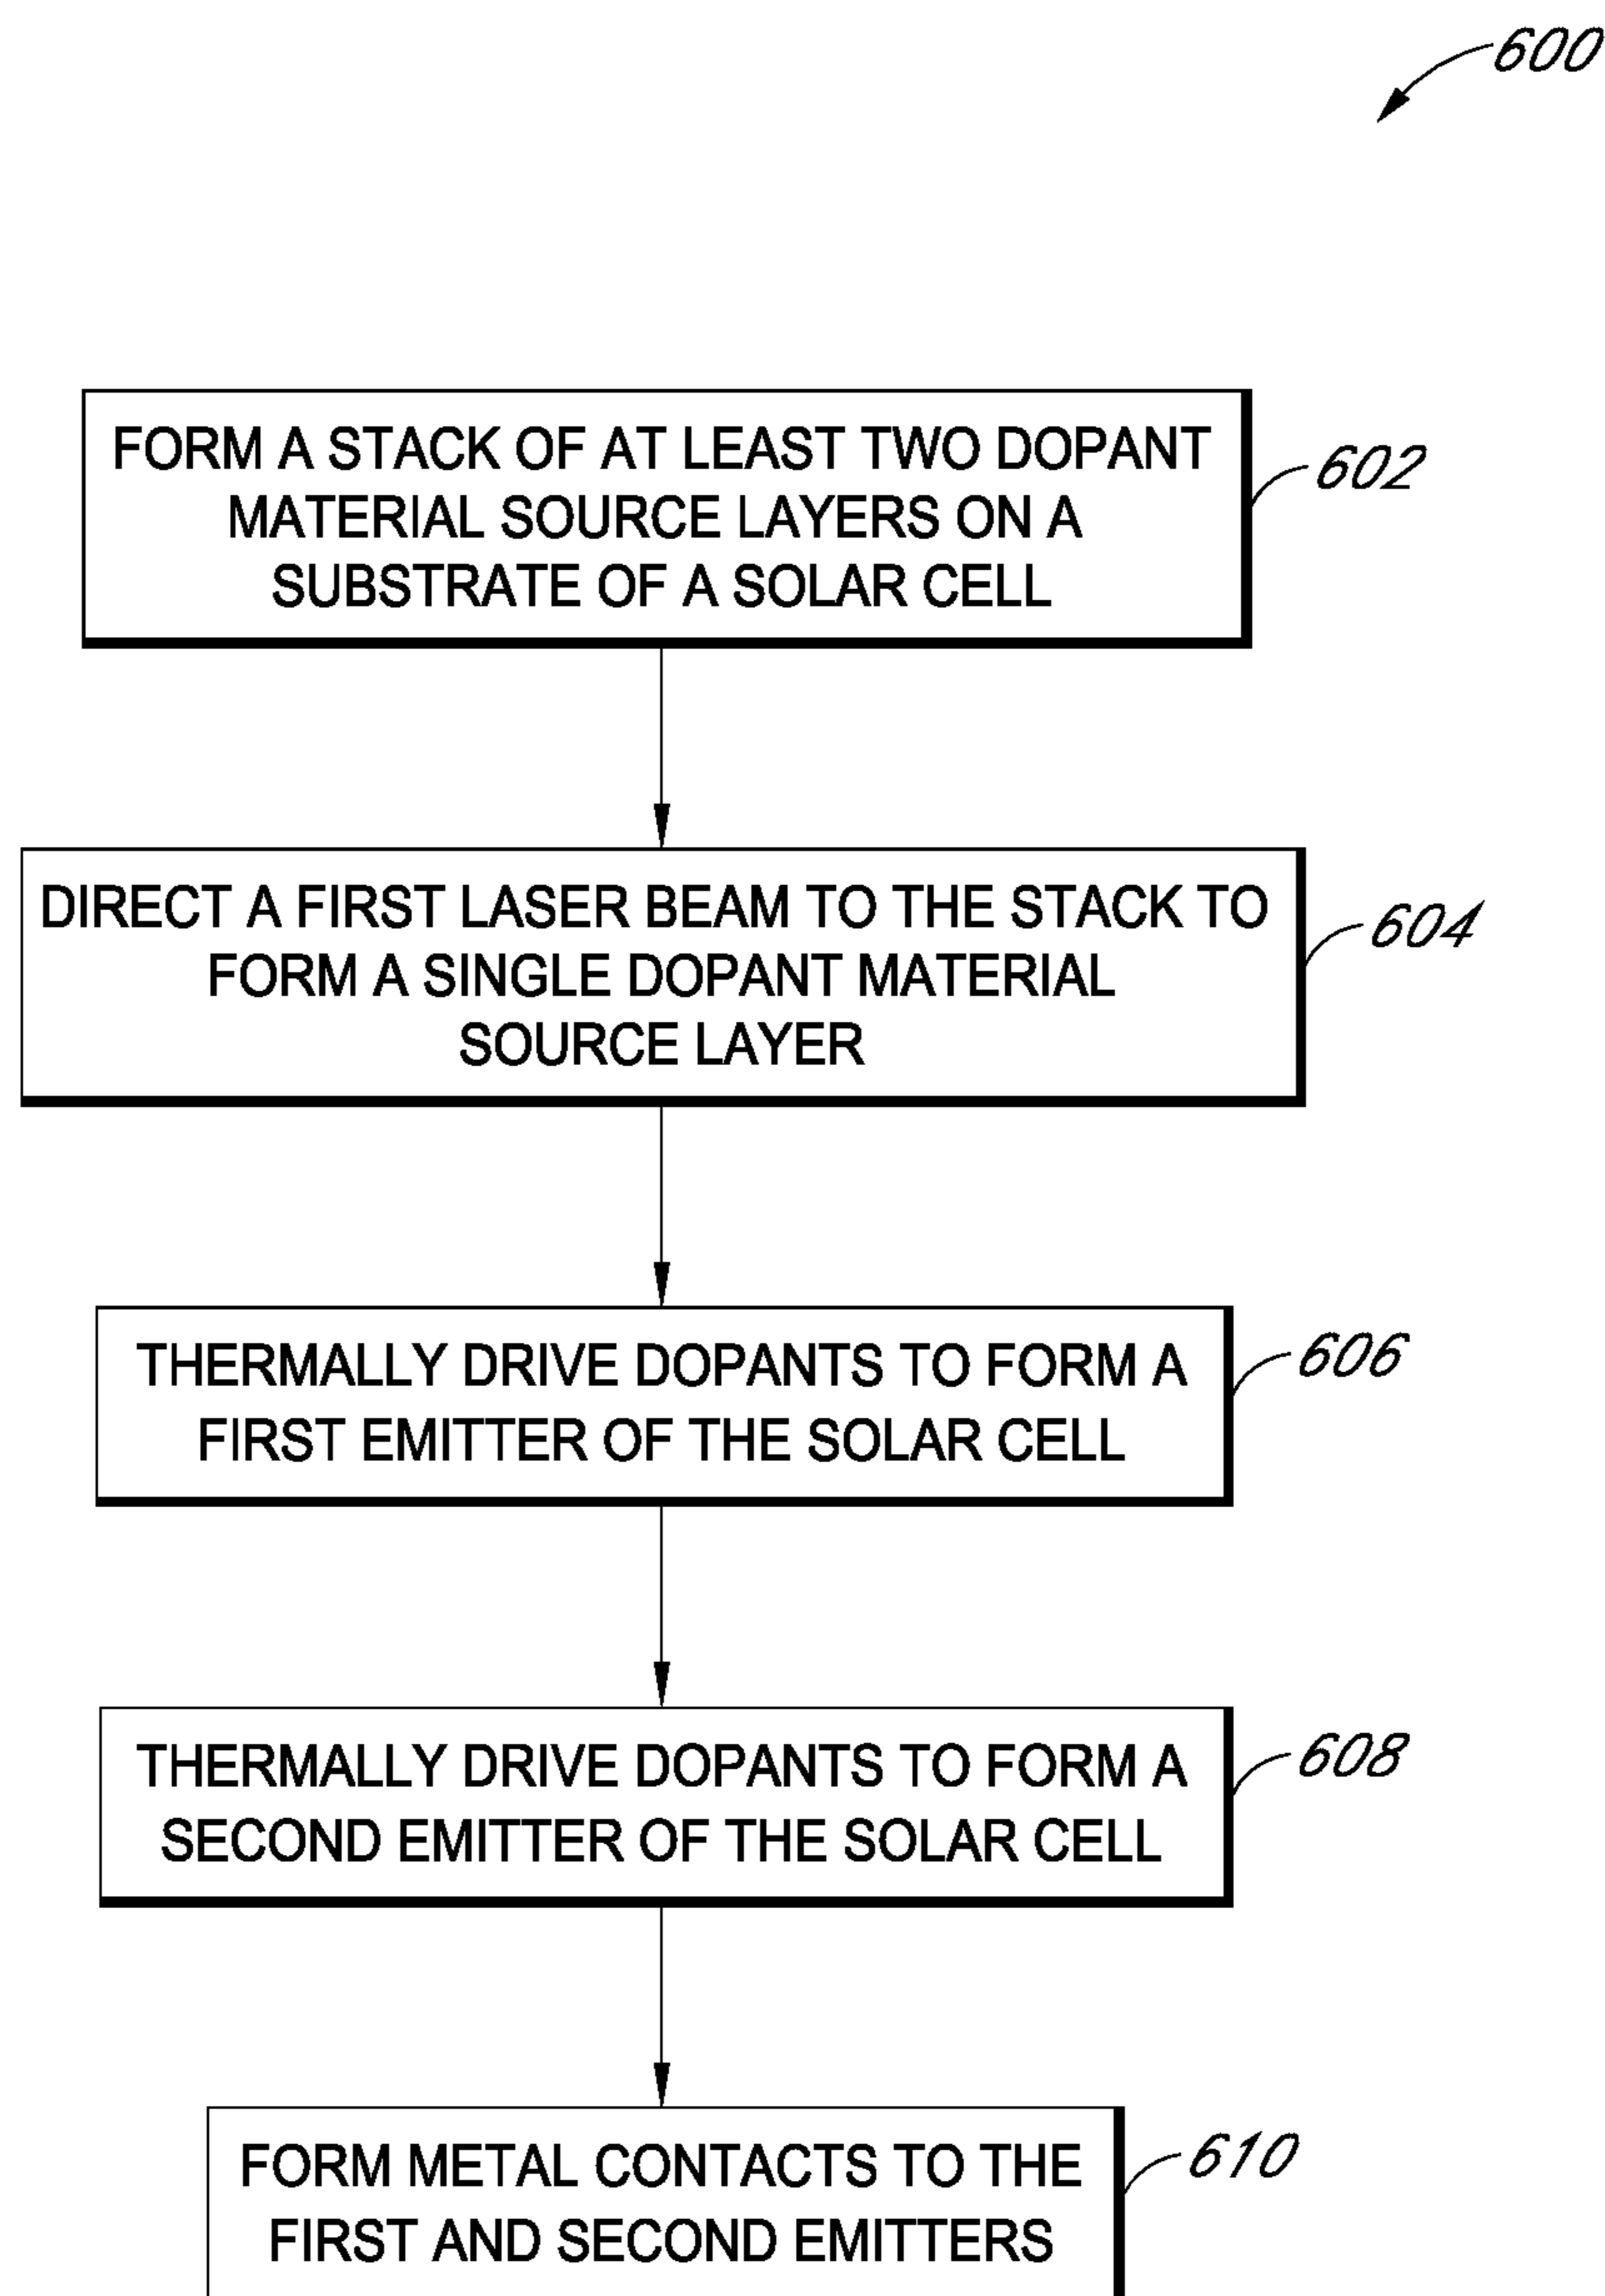 600
FORM A STACK OF AT LEAST TWO DOPANT
MATERIAL SOURCE LAYERS ON A
SUBSTRATE OF A SOLAR CELL
602
DIRECT A FIRST LASER BEAM TO THE STACK TO
FORM A SINGLE DOPANT MATERIAL
SOURCE LAYER
604
THERMALLY DRIVE DOPANTS TO FORM A
FIRST EMITTER OF THE SOLAR CELL
606
THERMALLY DRIVE DOPANTS TO FORM A
SECOND EMITTER OF THE SOLAR CELL
608
FORM METAL CONTACTS TO THE
FIRST AND SECOND EMITTERS
610